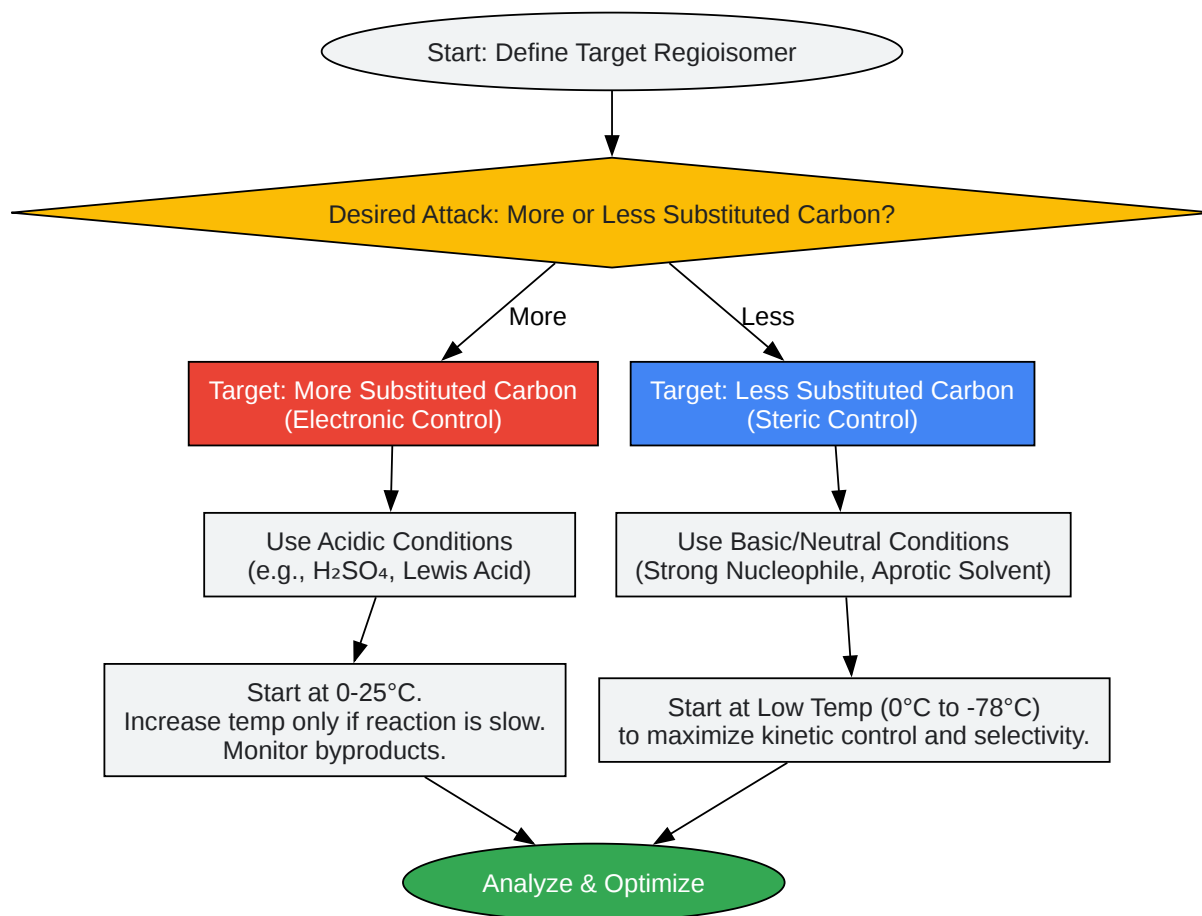 Start: Define Target Regioisomer
Desired Attack: More or Less Substituted Carbon?
More
Less
Target: More Substituted Carbon
(Electronic Control)
Target: Less Substituted Carbon
(Steric Control)
Use Acidic Conditions
(e.g., H₂SO₄, Lewis Acid)
Use Basic/Neutral Conditions
(Strong Nucleophile, Aprotic Solvent)
Start at 0-25°C.
Increase temp only if reaction is slow.
Monitor byproducts.
Start at Low Temp (0°C to -78°C)
to maximize kinetic control and selectivity.
Analyze & Optimize